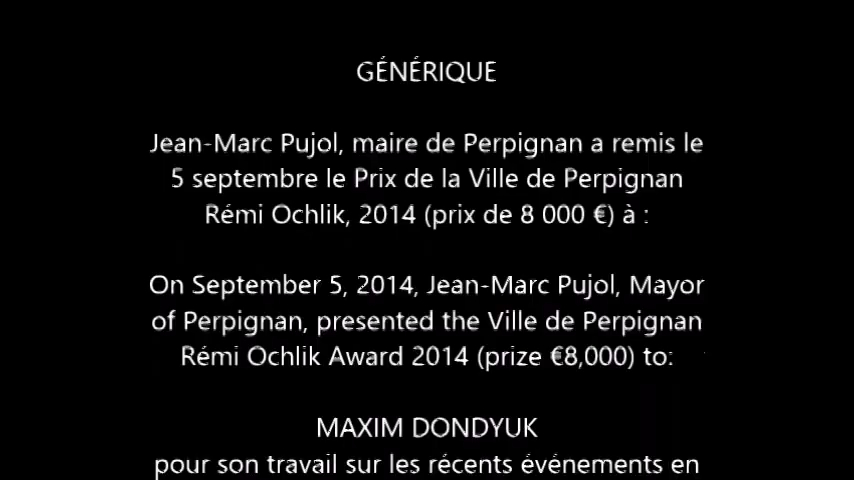 GÉNÉRIQUE
Jean-Marc Pujol, maire de Perpignan a remis le
5 septembre le Prix de la Ville de Perpignan
Rémi Ochlik, 2014 (prix de 8 000 €) à :
On September 5, 2014, Jean-Marc Pujol, Mayor
of Perpignan, presented the Ville de Perpignan
Rémi Ochlik Award 2014 (prize €8,000) to:
MAXIM DONDYUK
pour son travail sur les récents événements en